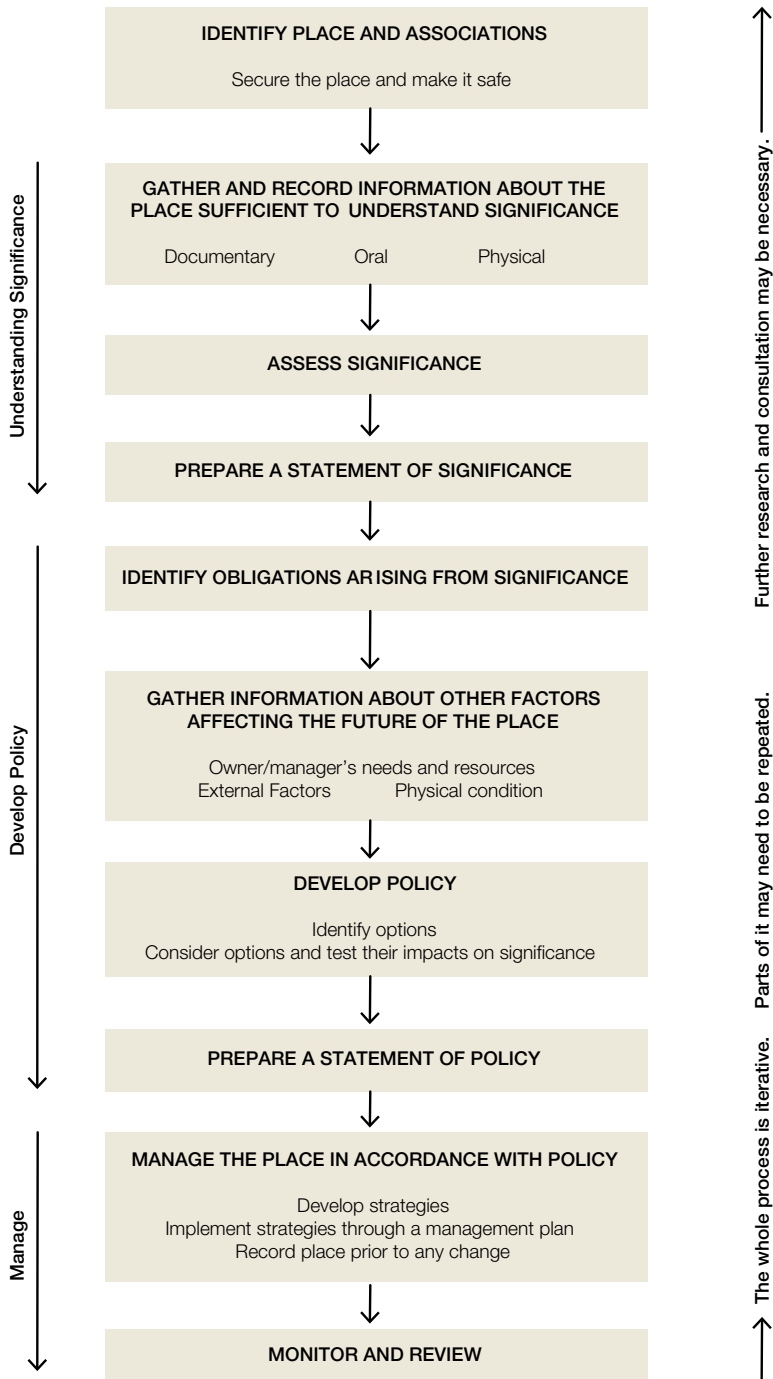 IDENTIFY PLACE AND ASSOCIATIONS
Secure the place and make it safe
Understanding Significance
GATHER AND RECORD INFORMATION ABOUT THE
PLACE SUFFICIENT TO UNDERSTAND SIGNIFICANCE
Documentary Oral Physical
ASSESS SIGNIFICANCE
PREPARE A STATEMENT OF SIGNIFICANCE
Develop Policy
IDENTIFY OBLIGATIONS ARISING FROM SIGNIFICANCE
GATHER INFORMATION ABOUT OTHER FACTORS
AFFECTING THE FUTURE OF THE PLACE
Owner/manager's needs and resources
External Factors Physical condition
DEVELOP POLICY
Identify options
Consider options and test their impacts on significance
PREPARE A STATEMENT OF POLICY
Manage
MANAGE THE PLACE IN ACCORDANCE WITH POLICY
Develop strategies
Implement strategies through a management plan
Record place prior to any change
MONITOR AND REVIEW
The whole process is iterative. Parts of it may need to be repeated. Further research and consultation may be necessary.